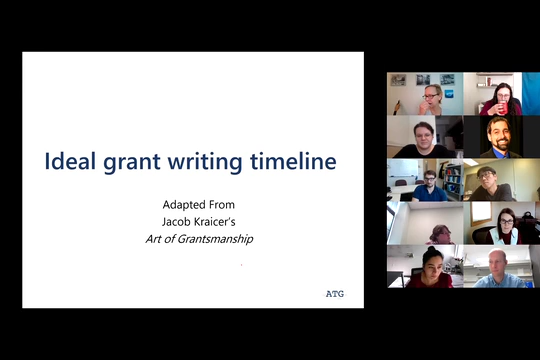 Ideal grant writing timeline
Adapted From
Jacob Kraicer's
Art of Grantsmanship
ATG